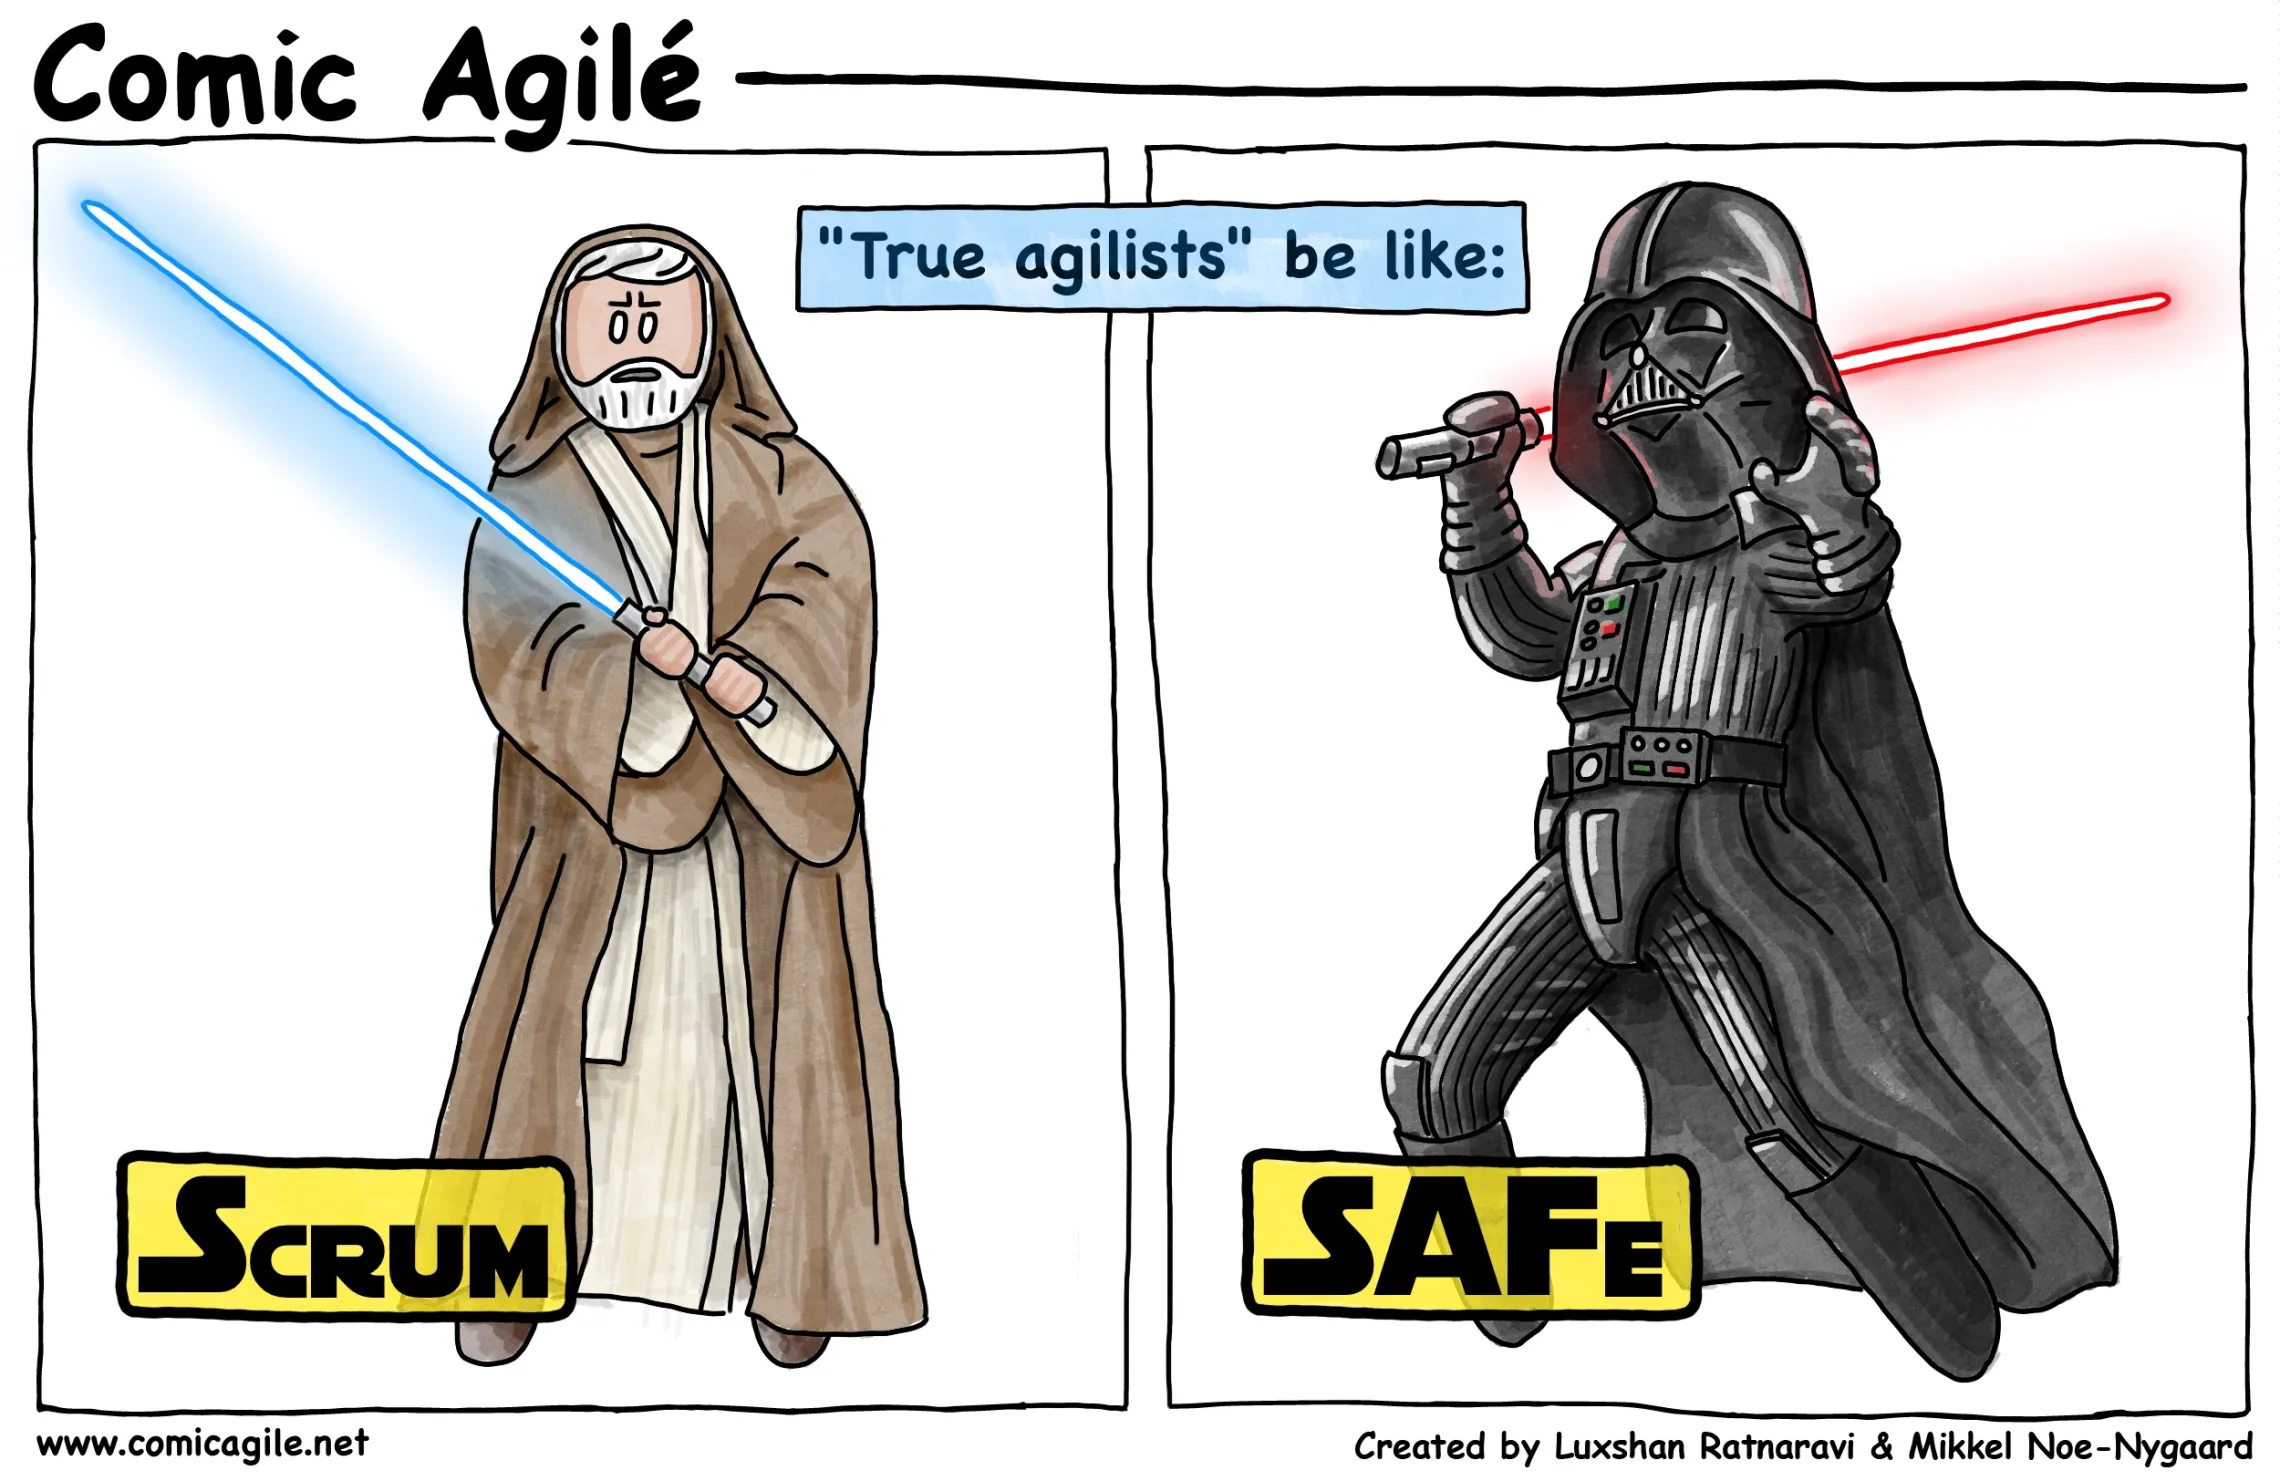 Comic Agilé
"True agilists" be like:
SCRUM
SAFE
www.comicagile.net
Created by Luxshan Ratnaravi & Mikkel Noe-Nygaard